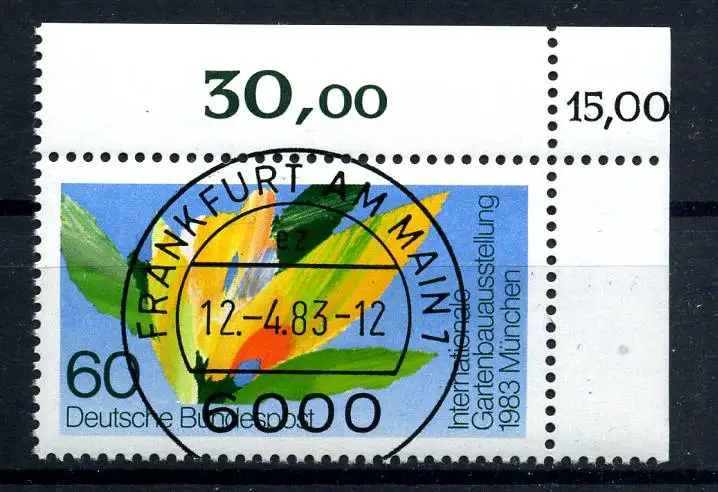 30,00
15,00
FRANKFURT AM MAIN 1
ez
12.-4.83-12
6000
60
Deutsche Bundespost
Internationale
Gartenbauausstellung
1983 München